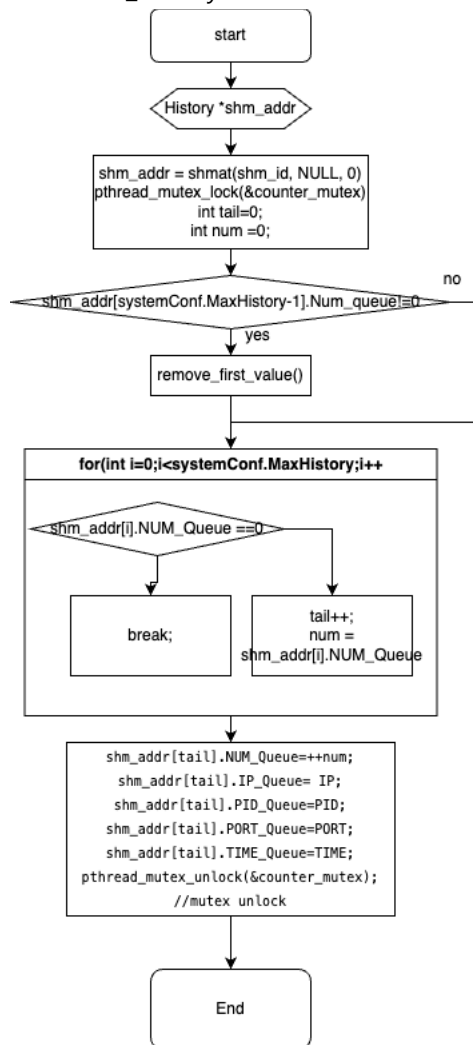 start
History *shm_addr
shm_addr = shmat(shm_id, NULL, 0)
pthread_mutex_lock(&counter_mutex)
int tail=0;
int num =0;
shm_addr[systemConf.MaxHistory-1].Num_queue!=0
no
yes
remove_first_value()
for(int i=0;i<systemConf.MaxHistory;i++
shm_addr[i].NUM_Queue ==0
break;
tail++;
num =
shm_addr[i].NUM_Queue
shm_addr[tail].NUM_Queue=++num;
shm_addr[tail].IP_Queue= IP;
shm_addr[tail].PID_Queue=PID;
shm_addr[tail].PORT_Queue=PORT;
shm_addr[tail].TIME_Queue=TIME;
pthread_mutex_unlock(&counter_mutex);
//mutex unlock
End